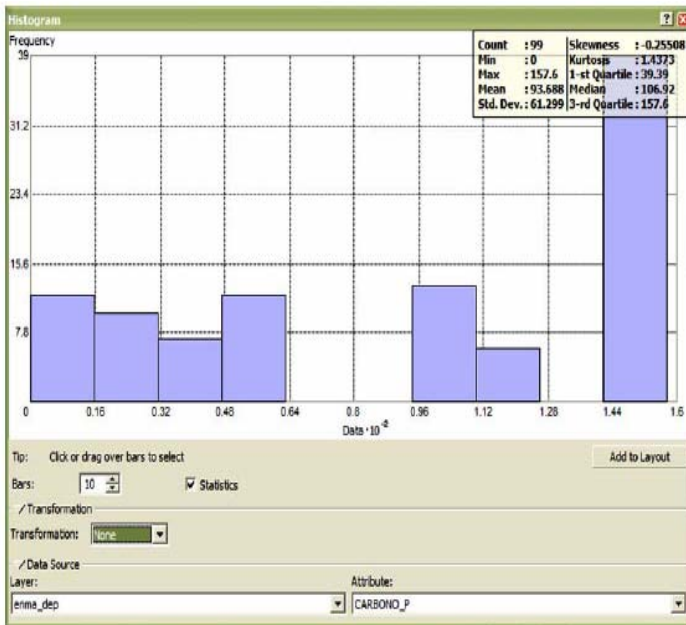 Histogram
Frequency
Count : 99 Skewness : -0.25508
Min : 0 Kurtosis : 1.4373
Max : 157.6 1-st Quartile : 39.39
Mean : 93.688 Median : 106.92
Std. Dev. : 61.299 3-rd Quartile : 157.6
39
31.2
23.4
15.6
7.8
0 0.16 0.32 0.48 0.64 0.8 0.96 1.12 1.28 1.44 1.6
Data·10⁻²
Tip: Click or drag over bars to select
Add to Layout
Bars: 10 Statistics
Transformation
Transformation: None
Data Source
Layer: Attribute:
CARBONO_P